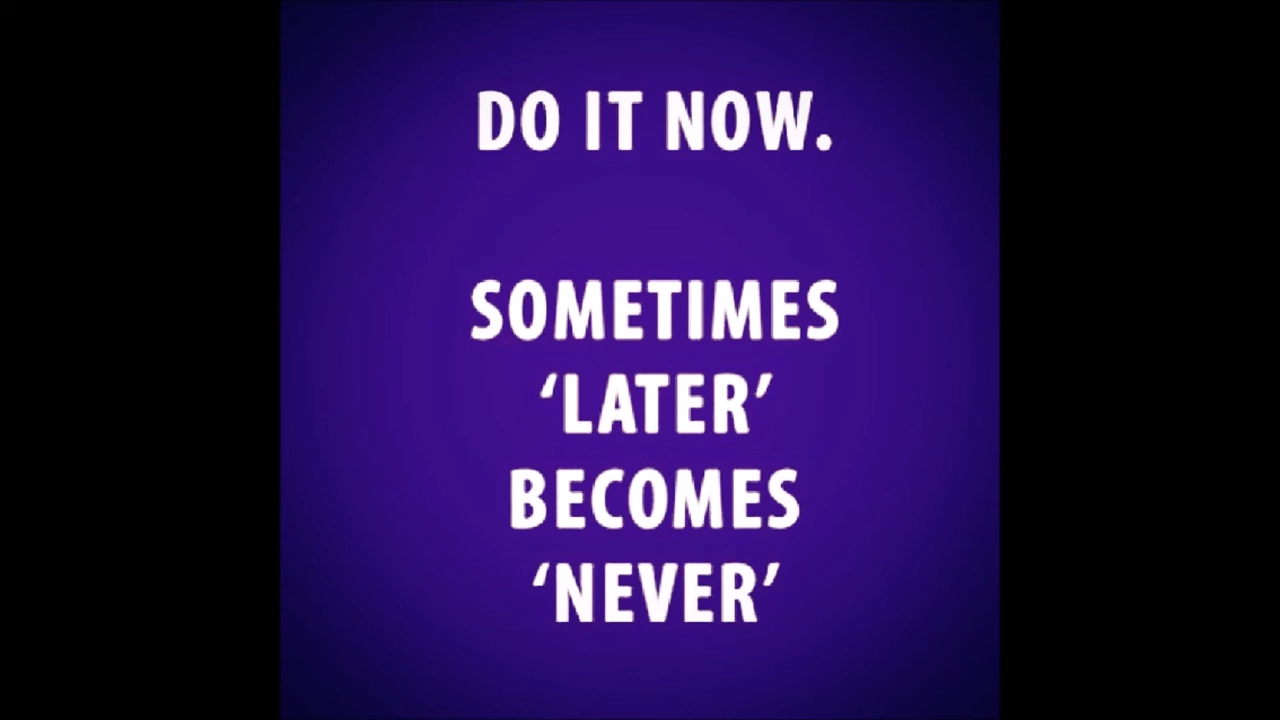 DO IT NOW.
SOMETIMES
‘LATER’
BECOMES
‘NEVER’